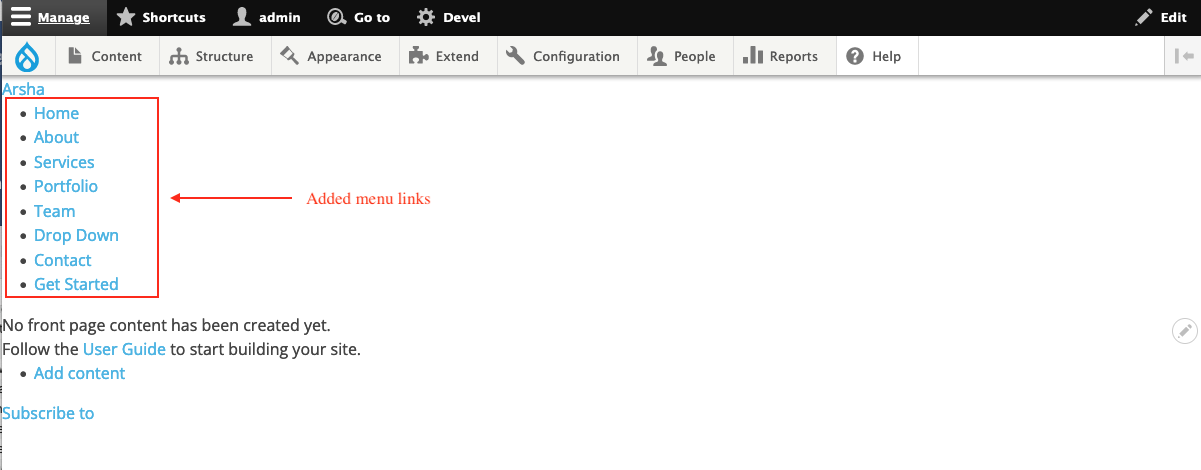 Manage Shortcuts admin Go to Devel Edit
Content Structure Appearance Extend Configuration People Reports Help
Arsha
Home
About
Services
Portfolio
Added menu links
Team
Drop Down
Contact
Get Started
No front page content has been created yet.
Follow the User Guide to start building your site.
Add content
Subscribe to